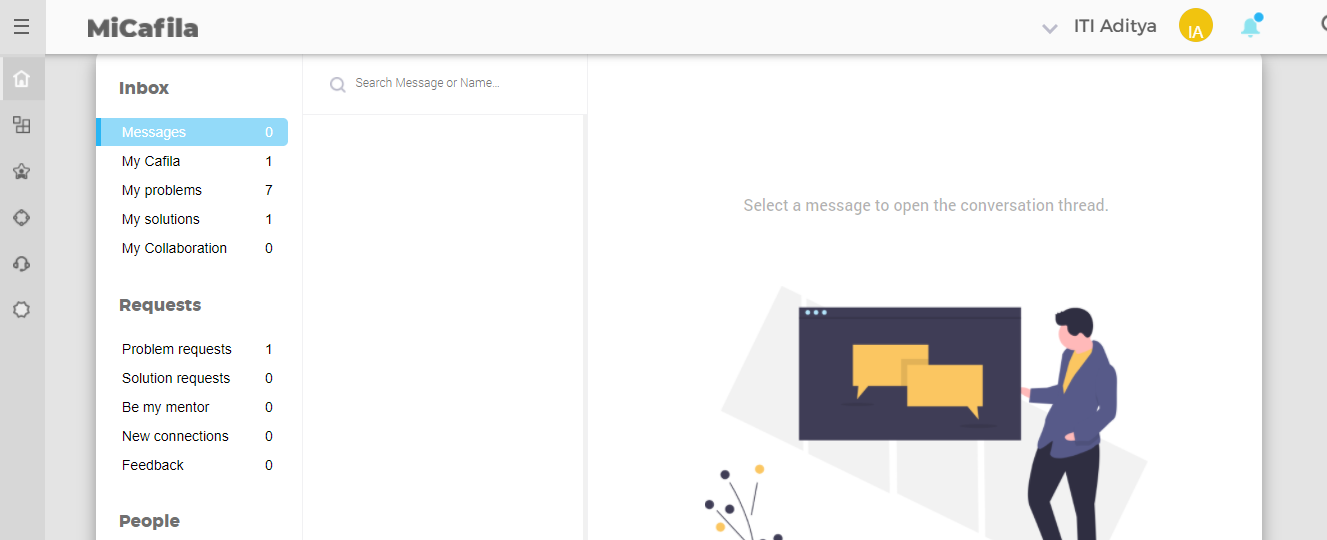 MiCafila
ITI Aditya
IA
Inbox
Messages 0
My Cafila 1
My problems 7
My solutions 1
My Collaboration 0
Requests
Problem requests 1
Solution requests 0
Be my mentor 0
New connections 0
Feedback 0
People
Search Message or Name...
Select a message to open the conversation thread.